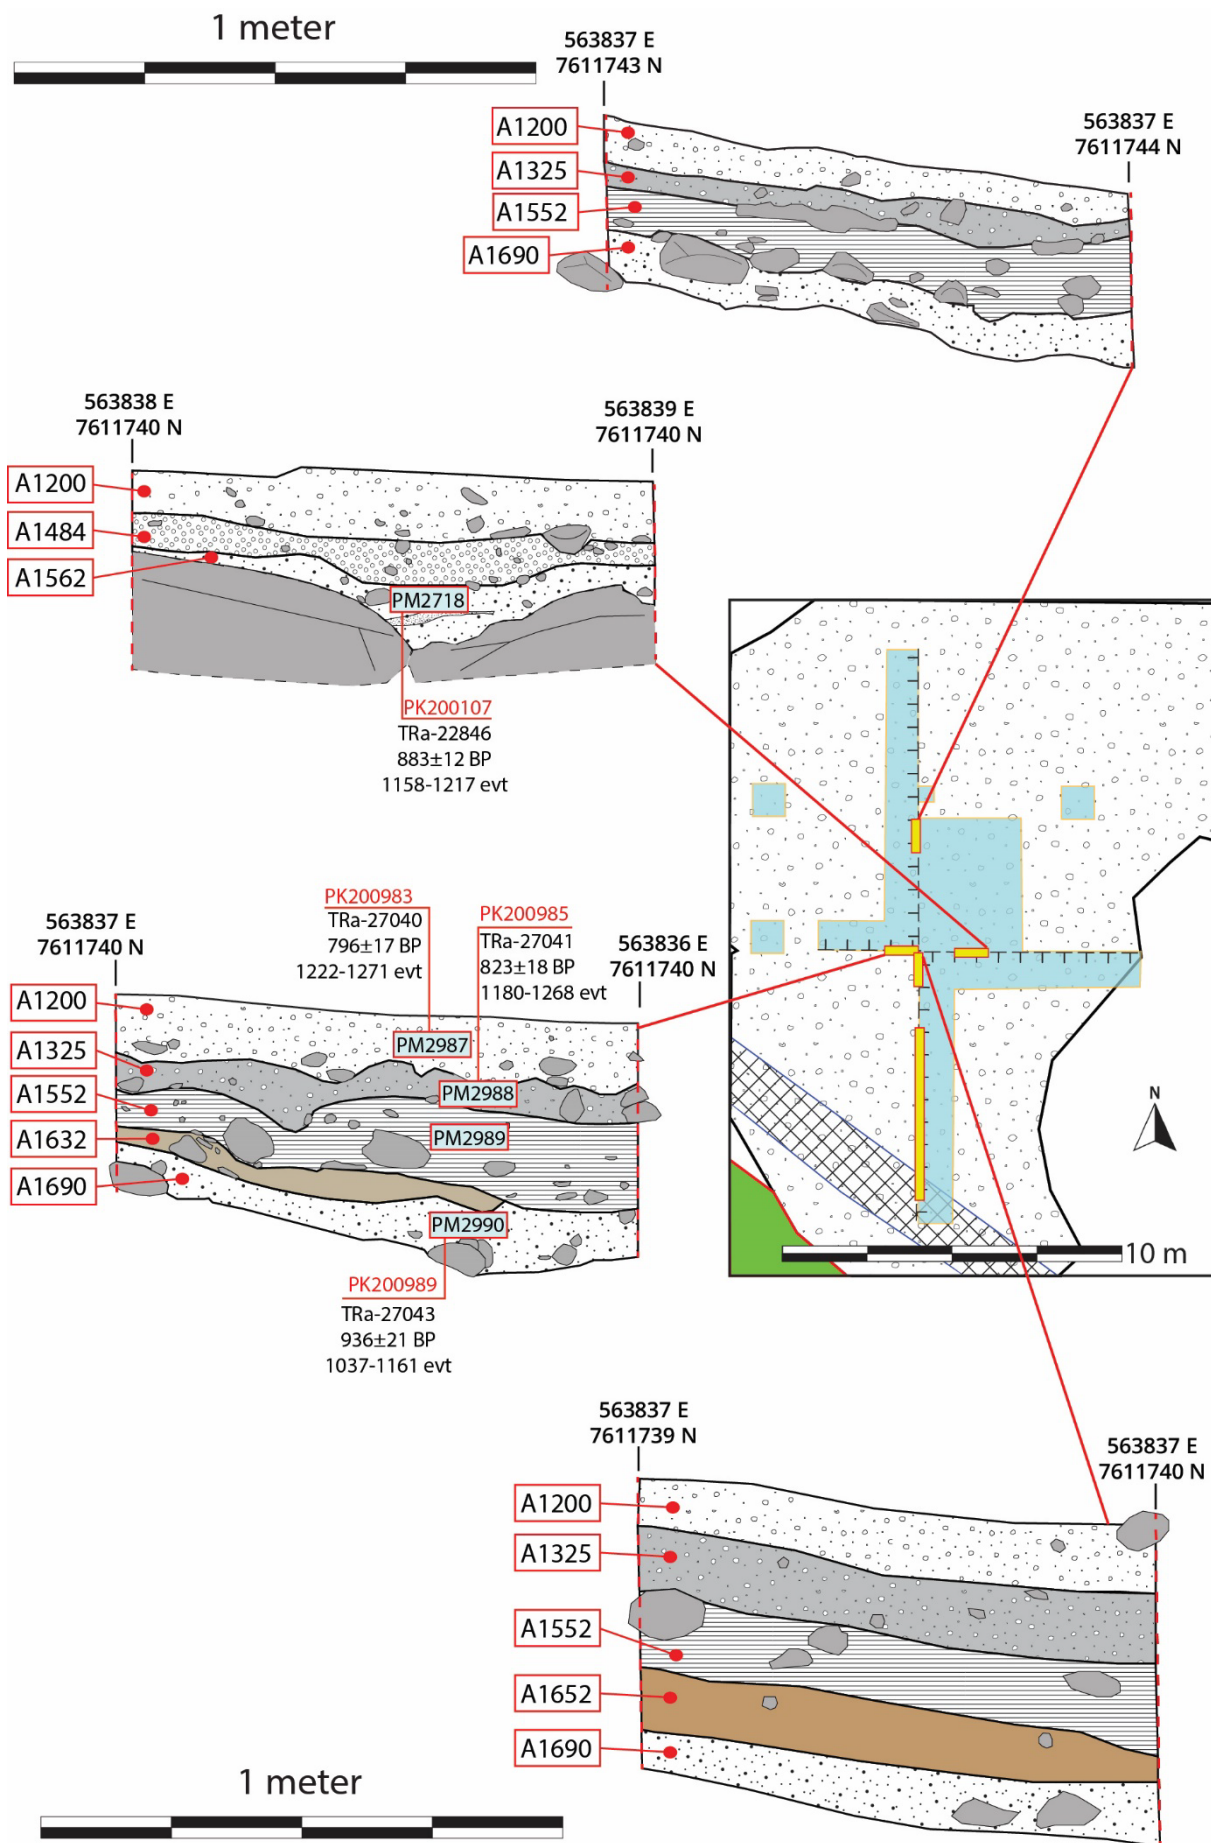 1 meter
563837 E
7611743 N
563837 E
7611744 N
A1200
A1325
A1552
A1690
563838 E
7611740 N
563839 E
7611740 N
A1200
A1484
A1562
PM2718
PK200107
TRa-22846
883±12 BP
1158-1217 evt
N
10 m
PK200983
TRa-27040
796±17 BP
1222-1271 evt
PK200985
TRa-27041
823±18 BP
1180-1268 evt
563837 E
7611740 N
563836 E
7611740 N
A1200
A1325
A1552
A1632
A1690
PM2987
PM2988
PM2989
PM2990
PK200989
TRa-27043
936±21 BP
1037-1161 evt
563837 E
7611739 N
563837 E
7611740 N
A1200
A1325
A1552
A1652
A1690
1 meter